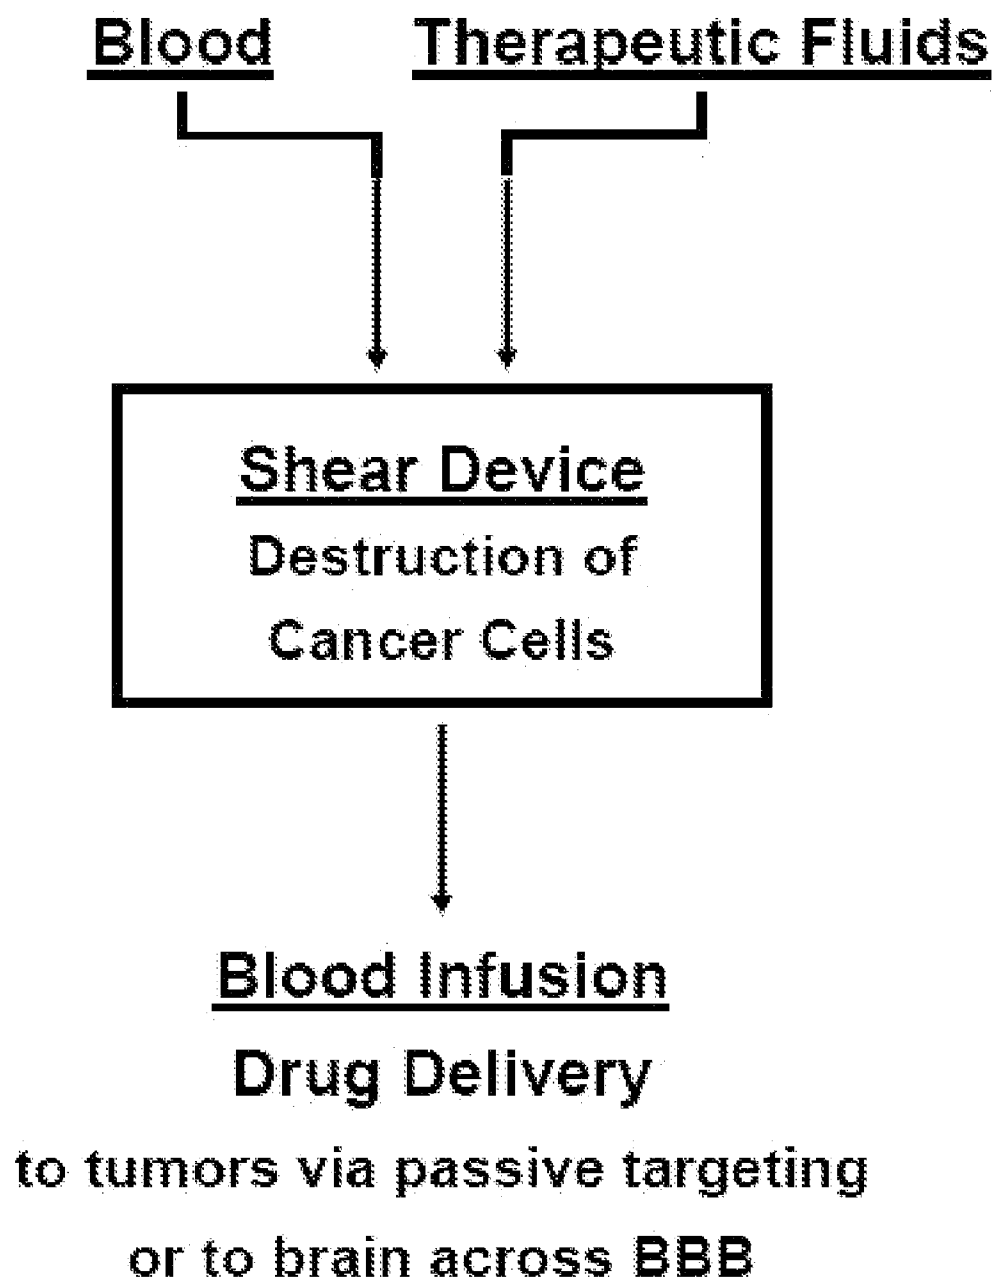 Blood
Therapeutic Fluids
Shear Device
Destruction of
Cancer Cells
Blood Infusion
Drug Delivery
to tumors via passive targeting
or to brain across BBB